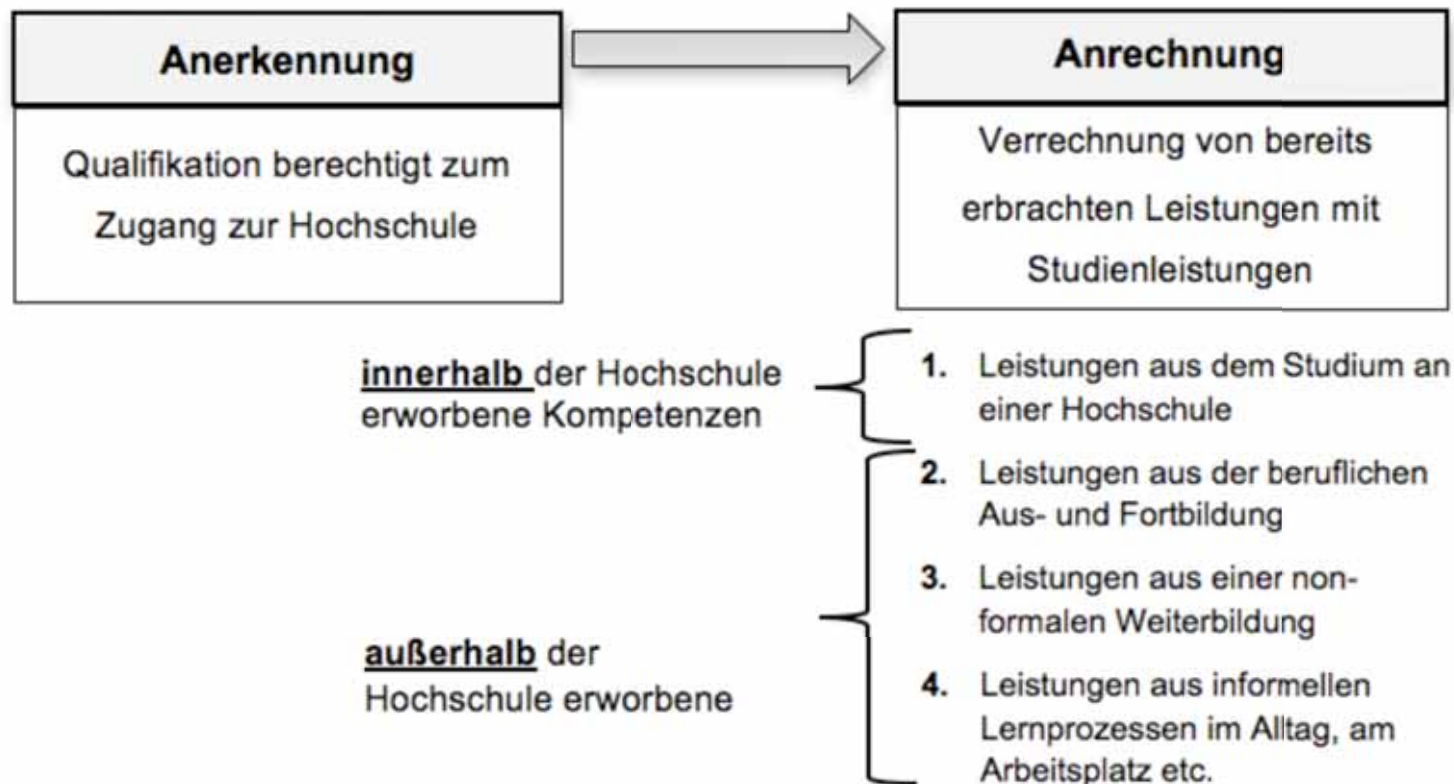 Anerkennung
Anrechnung
Qualifikation berechtigt zum
Zugang zur Hochschule
Verrechnung von bereits
erbrachten Leistungen mit
Studienleistungen
innerhalb der Hochschule
erworbene Kompetenzen
1. Leistungen aus dem Studium an
einer Hochschule
2. Leistungen aus der beruflichen
Aus- und Fortbildung
3. Leistungen aus einer non-
formalen Weiterbildung
außerhalb der
Hochschule erworbene
4. Leistungen aus informellen
Lernprozessen im Alltag, am
Arbeitsplatz etc.